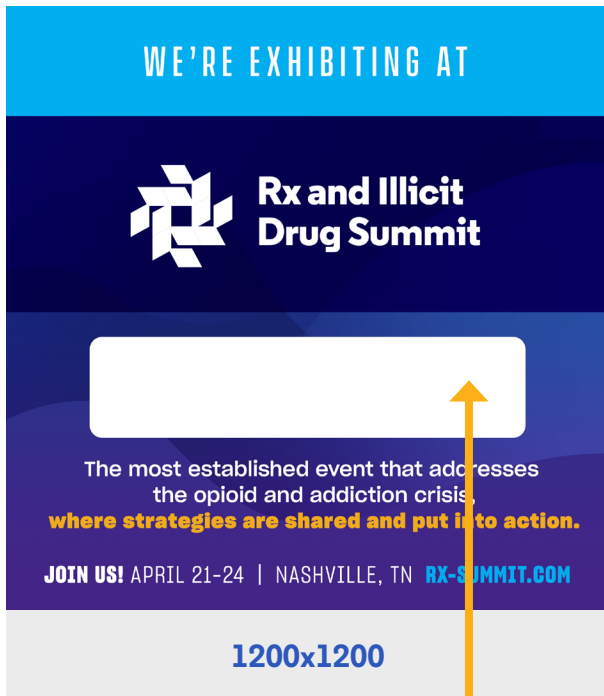 WE'RE EXHIBITING AT
Rx and Illicit
Drug Summit
The most established event that addresses
the opioid and addiction crisis,
where strategies are shared and put into action.
JOIN US! APRIL 21-24 | NASHVILLE, TN RX-SUMMIT.COM
1200x1200